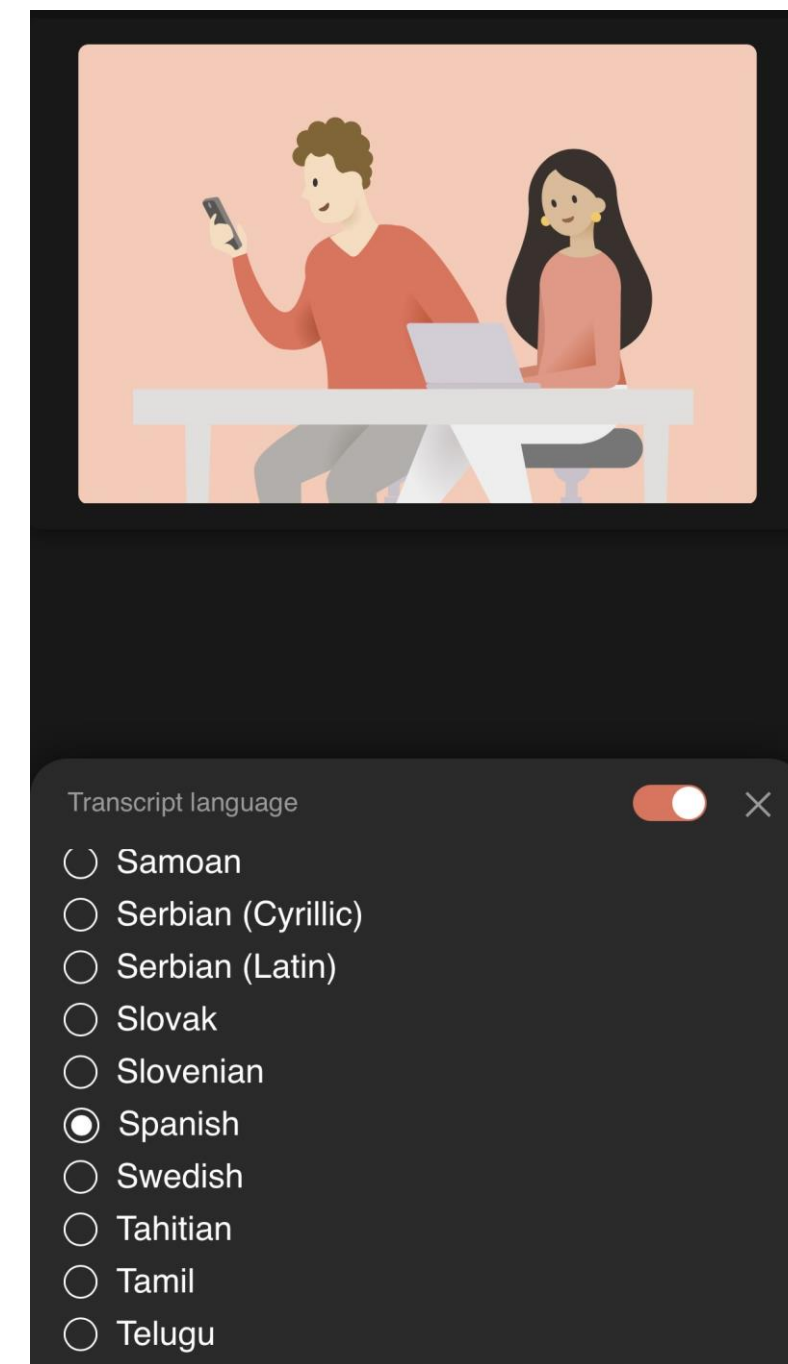 Transcript language
Samoan
Serbian (Cyrillic)
Serbian (Latin)
Slovak
Slovenian
Spanish
Swedish
Tahitian
Tamil
Telugu